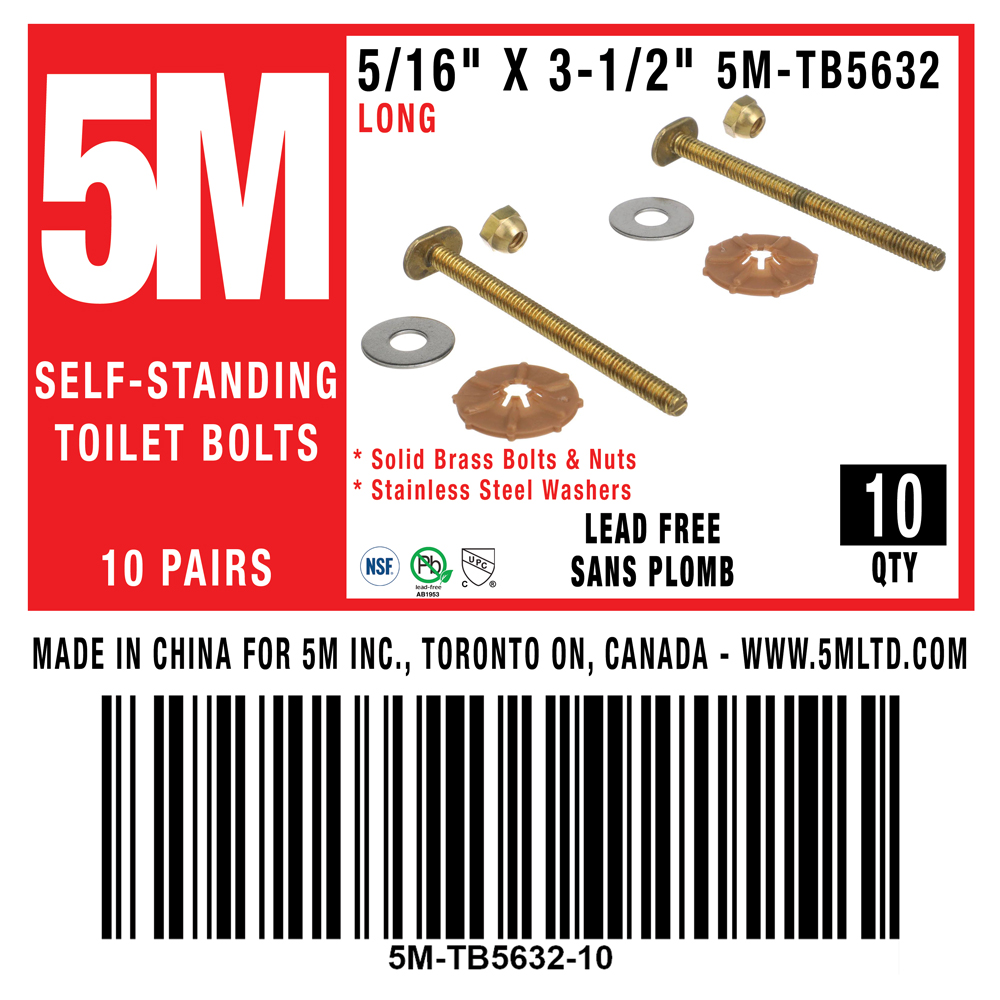 5M
SELF-STANDING
TOILET BOLTS
10 PAIRS
5/16" X 3-1/2" 5M-TB5632
LONG
* Solid Brass Bolts & Nuts
* Stainless Steel Washers
LEAD FREE
SANS PLOMB
10
QTY
NSF
Pb
lead-free
AB1953
UPC
C ®
MADE IN CHINA FOR 5M INC., TORONTO ON, CANADA - WWW.5MLTD.COM
5M-TB5632-10